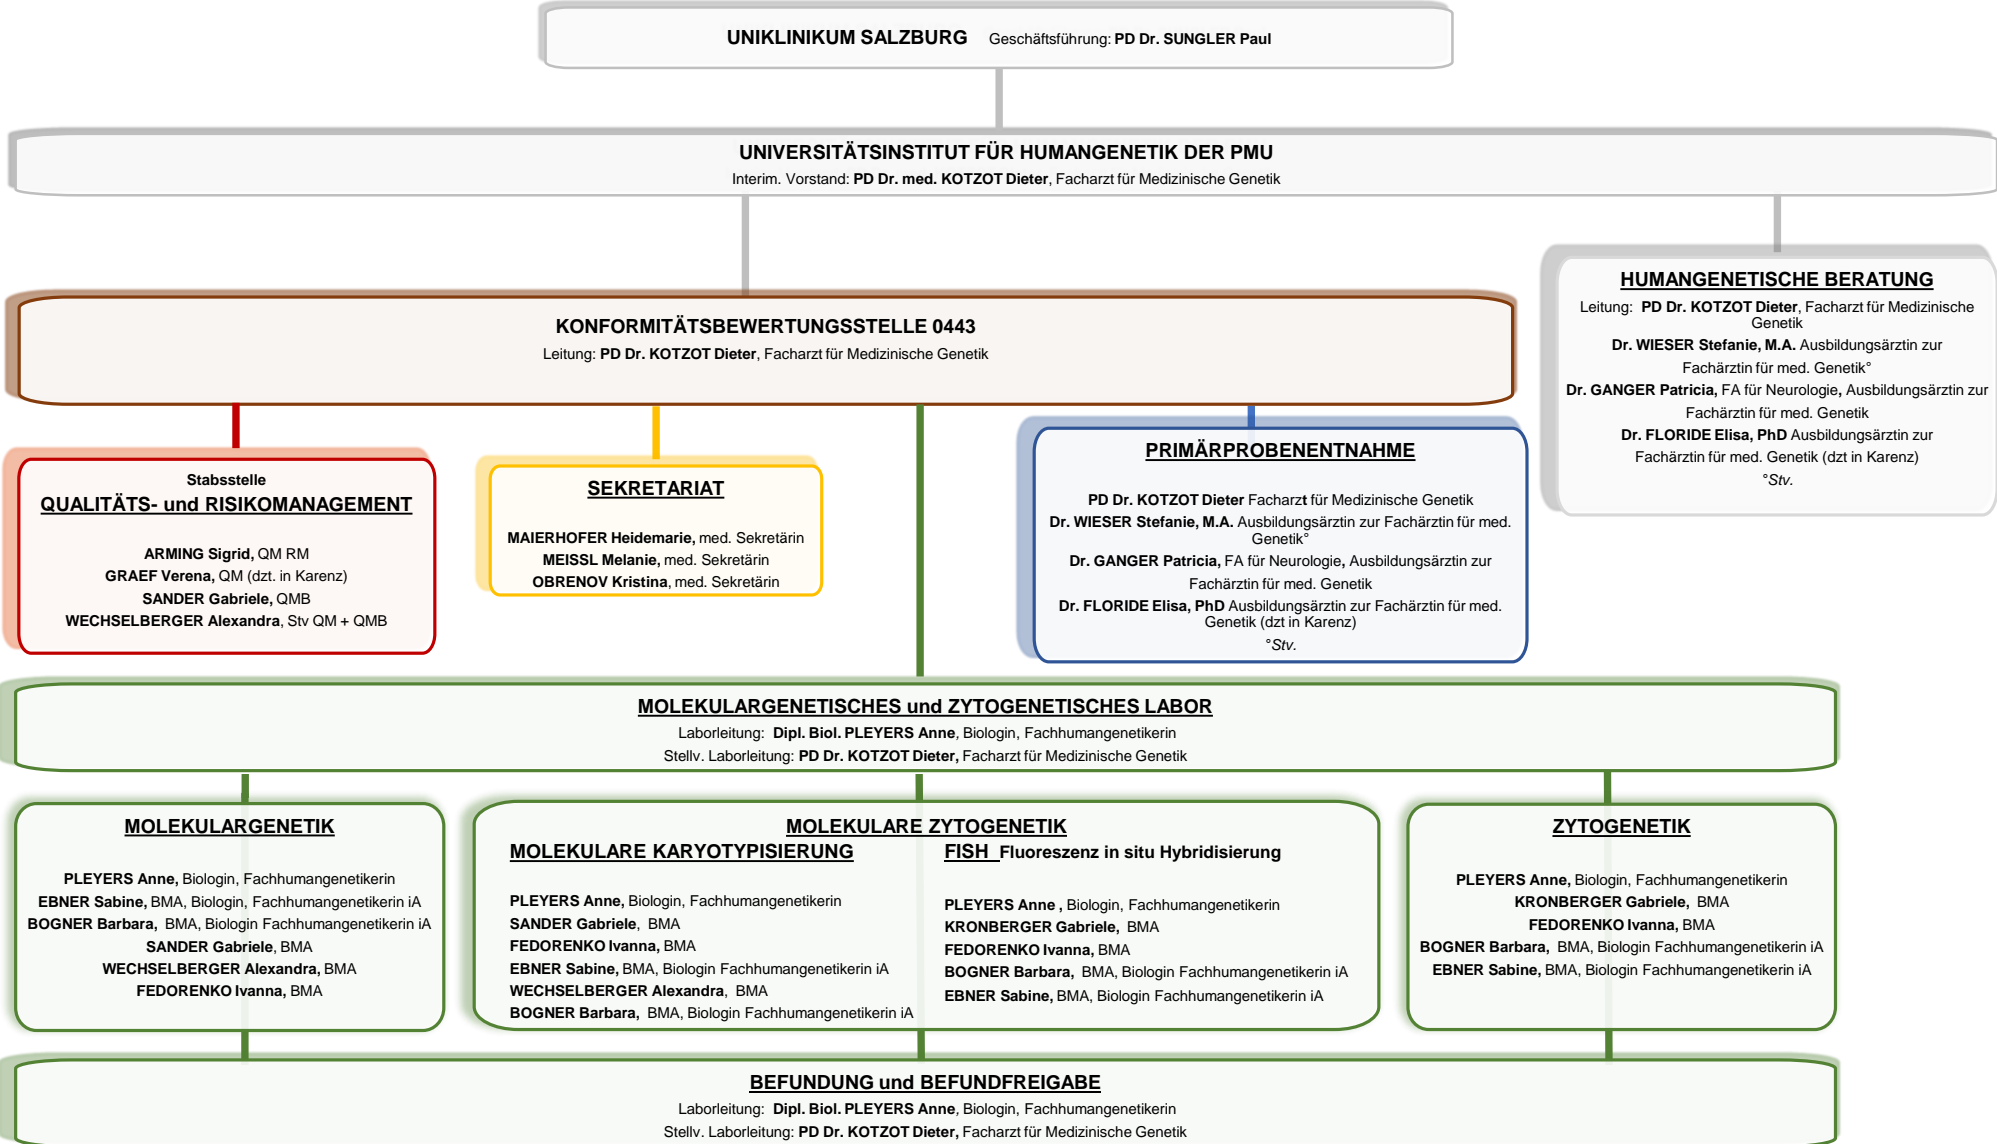 UNIKLINIKUM SALZBURG Geschäftsführung: PD Dr. SUNGLER Paul
UNIVERSITÄTSINSTITUT FÜR HUMANGENETIK DER PMU
Interim. Vorstand: PD Dr. med. KOTZOT Dieter, Facharzt für Medizinische Genetik
HUMANGENETISCHE BERATUNG
Leitung: PD Dr. KOTZOT Dieter, Facharzt für Medizinische
Genetik
Dr. WIESER Stefanie, M.A. Ausbildungsärztin zur
Fachärztin für med. Genetik°
Dr. GANGER Patricia, FA für Neurologie, Ausbildungsärztin zur
Fachärztin für med. Genetik
Dr. FLORIDE Elisa, PhD Ausbildungsärztin zur
Fachärztin für med. Genetik (dzt in Karenz)
°Stv.
KONFORMITÄTSBEWERTUNGSSTELLE 0443
Leitung: PD Dr. KOTZOT Dieter, Facharzt für Medizinische Genetik
Stabsstelle
QUALITÄTS- und RISIKOMANAGEMENT
ARMING Sigrid, QM RM
GRAEF Verena, QM (dzt. in Karenz)
SANDER Gabriele, QMB
WECHSELBERGER Alexandra, Stv QM + QMB
SEKRETARIAT
MAIERHOFER Heidemarie, med. Sekretärin
MEISSL Melanie, med. Sekretärin
OBRENOV Kristina, med. Sekretärin
PRIMÄRPROBENENTNAHME
PD Dr. KOTZOT Dieter Facharzt für Medizinische Genetik
Dr. WIESER Stefanie, M.A. Ausbildungsärztin zur Fachärztin für med.
Genetik°
Dr. GANGER Patricia, FA für Neurologie, Ausbildungsärztin zur
Fachärztin für med. Genetik
Dr. FLORIDE Elisa, PhD Ausbildungsärztin zur Fachärztin für med.
Genetik (dzt in Karenz)
°Stv.
MOLEKULARGENETISCHES und ZYTOGENETISCHES LABOR
Laborleitung: Dipl. Biol. PLEYERS Anne, Biologin, Fachhumangenetikerin
Stellv. Laborleitung: PD Dr. KOTZOT Dieter, Facharzt für Medizinische Genetik
MOLEKULARGENETIK
PLEYERS Anne, Biologin, Fachhumangenetikerin
EBNER Sabine, BMA, Biologin, Fachhumangenetikerin iA
BOGNER Barbara, BMA, Biologin Fachhumangenetikerin iA
SANDER Gabriele, BMA
WECHSELBERGER Alexandra, BMA
FEDORENKO Ivanna, BMA
MOLEKULARE ZYTOGENETIK
MOLEKULARE KARYOTYPISIERUNG
PLEYERS Anne, Biologin, Fachhumangenetikerin
SANDER Gabriele, BMA
FEDORENKO Ivanna, BMA
EBNER Sabine, BMA, Biologin Fachhumangenetikerin iA
WECHSELBERGER Alexandra, BMA
BOGNER Barbara, BMA, Biologin Fachhumangenetikerin iA
FISH Fluoreszenz in situ Hybridisierung
PLEYERS Anne , Biologin, Fachhumangenetikerin
KRONBERGER Gabriele, BMA
FEDORENKO Ivanna, BMA
BOGNER Barbara, BMA, Biologin Fachhumangenetikerin iA
EBNER Sabine, BMA, Biologin Fachhumangenetikerin iA
ZYTOGENETIK
PLEYERS Anne, Biologin, Fachhumangenetikerin
KRONBERGER Gabriele, BMA
FEDORENKO Ivanna, BMA
BOGNER Barbara, BMA, Biologin Fachhumangenetikerin iA
EBNER Sabine, BMA, Biologin Fachhumangenetikerin iA
BEFUNDUNG und BEFUNDFREIGABE
Laborleitung: Dipl. Biol. PLEYERS Anne, Biologin, Fachhumangenetikerin
Stellv. Laborleitung: PD Dr. KOTZOT Dieter, Facharzt für Medizinische Genetik